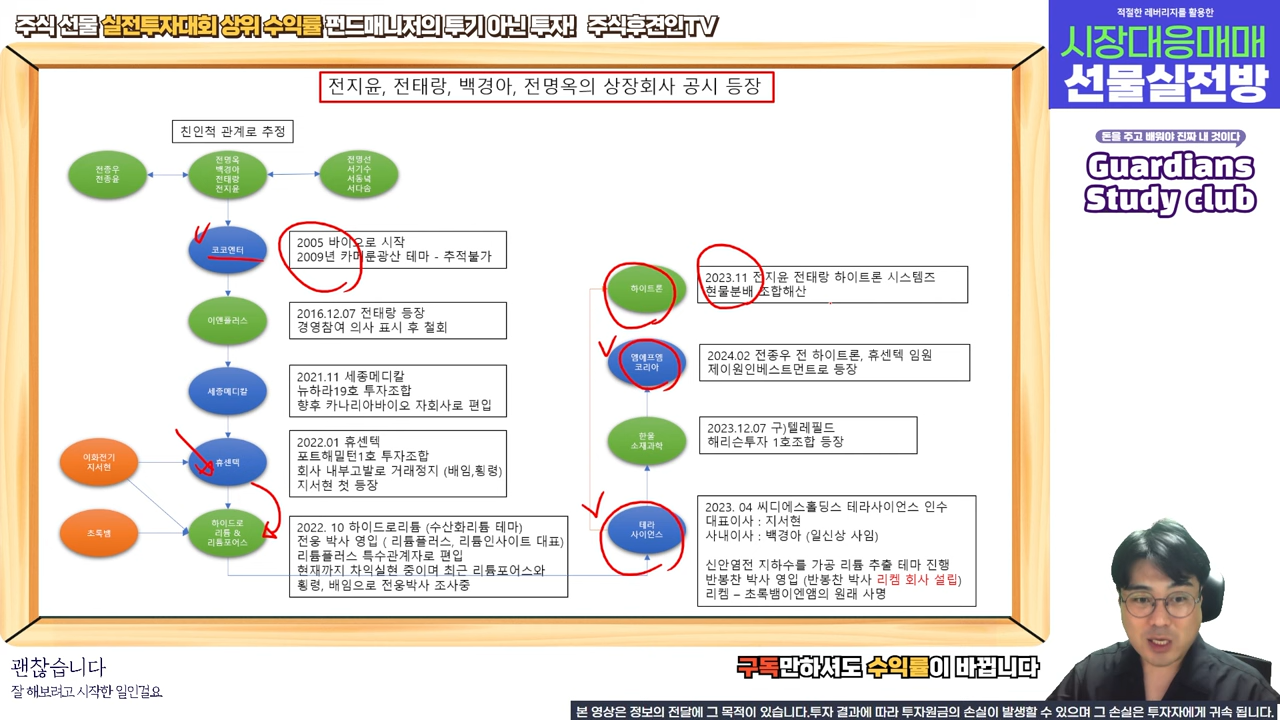 주식 선물 실전투자대회 상위 수익률 펀드매니저의 투기 아닌 투자! 주식후견인TV
적절한 레버리지를 활용한
시장대응매매
선물실전방
돈을 주고 배워야 진짜 내 것이다
Guardians
Study club
전지윤, 전태랑, 백경아, 전명옥의 상장회사 공시 등장
친인척 관계로 추정
전종우
전종윤
전명옥
백경아
전태랑
전지윤
전명선
서기수
서동녘
서다솜
코코엔터
2005 바이오로 시작
2009년 카메룬광산 테마 - 추적불가
이앤플러스
2016.12.07 전태랑 등장
경영참여 의사 표시 후 철회
세종메디칼
2021.11 세종메디칼
뉴하라19호 투자조합
향후 카나리아바이오 자회사로 편입
이화전기
지서현
휴센텍
2022.01 휴센텍
포트해밀턴1호 투자조합
회사 내부고발로 거래정지 (배임,횡령)
지서현 첫 등장
초록뱀
하이드로
리튬 &
리튬포어스
2022. 10 하이드로리튬 (수산화리튬 테마)
전웅 박사 영입 ( 리튬플러스, 리튬인사이트 대표)
리튬플러스 특수관계자로 편입
현재까지 차익실현 중이며 최근 리튬포어스와
횡령, 배임으로 전웅박사 조사중
하이트론
2023.11 전지윤 전태랑 하이트론 시스템즈
현물분배 조합해산
엠에프엠
코리아
2024.02 전종우 전 하이트론, 휴센텍 임원
제이원인베스트먼트로 등장
한울
소재과학
2023.12.07 구)텔레필드
해리슨투자 1호조합 등장
테라
사이언스
2023. 04 씨디에스홀딩스 테라사이언스 인수
대표이사 : 지서현
사내이사 : 백경아 (일신상 사임)
신안염전 지하수를 가공 리튬 추출 테마 진행
반봉찬 박사 영입 (반봉찬 박사 리켐 회사 설립)
리켐 – 초록뱀이엔앰의 원래 사명
괜찮습니다
잘 해보려고 시작한 일인걸요
구독만하셔도 수익률이 바뀝니다
본 영상은 정보의 전달에 그 목적이 있습니다.투자 결과에 따라 투자원금의 손실이 발생할 수 있으며 그 손실은 투자자에게 귀속 됩니다.